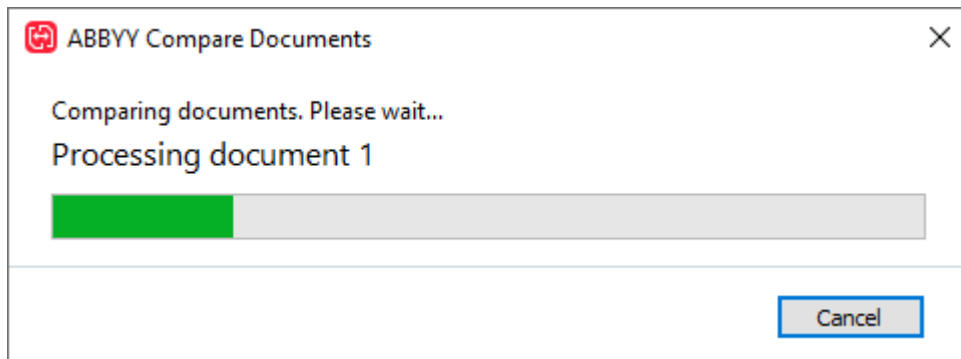 ABBYY Compare Documents
Comparing documents. Please wait...
Processing document 1
Cancel